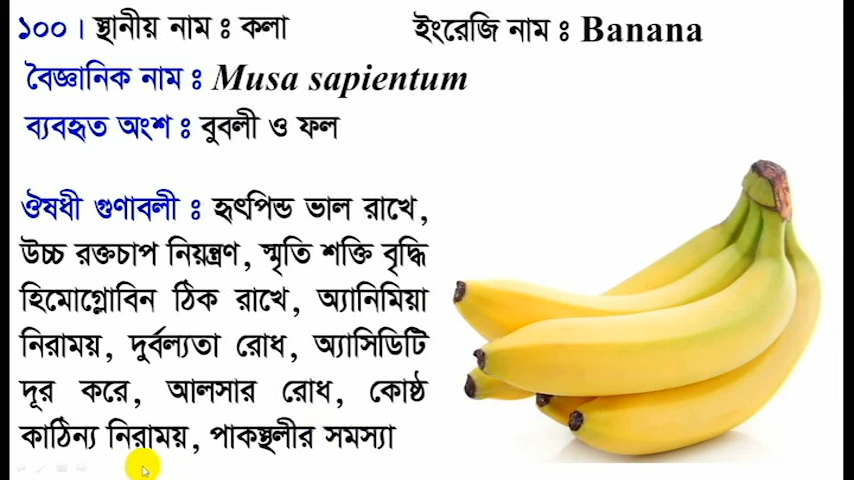 ১০০। স্থানীয় নাম ঃ কলা ইংরেজি নাম ঃ Banana
বৈজ্ঞানিক নাম ঃ Musa sapientum
ব্যবহৃত অংশ ঃ বুবলী ও ফল
ঔষধী গুণাবলী ঃ হৃৎপিন্ড ভাল রাখে,
উচ্চ রক্তচাপ নিয়ন্ত্রণ, স্মৃতি শক্তি বৃদ্ধি
হিমোগ্লোবিন ঠিক রাখে, অ্যানিমিয়া
নিরাময়, দুর্বল্যতা রোধ, অ্যাসিডিটি
দূর করে, আলসার রোধ, কোষ্ঠ
কাঠিন্য নিরাময়, পাকস্থলীর সমস্যা